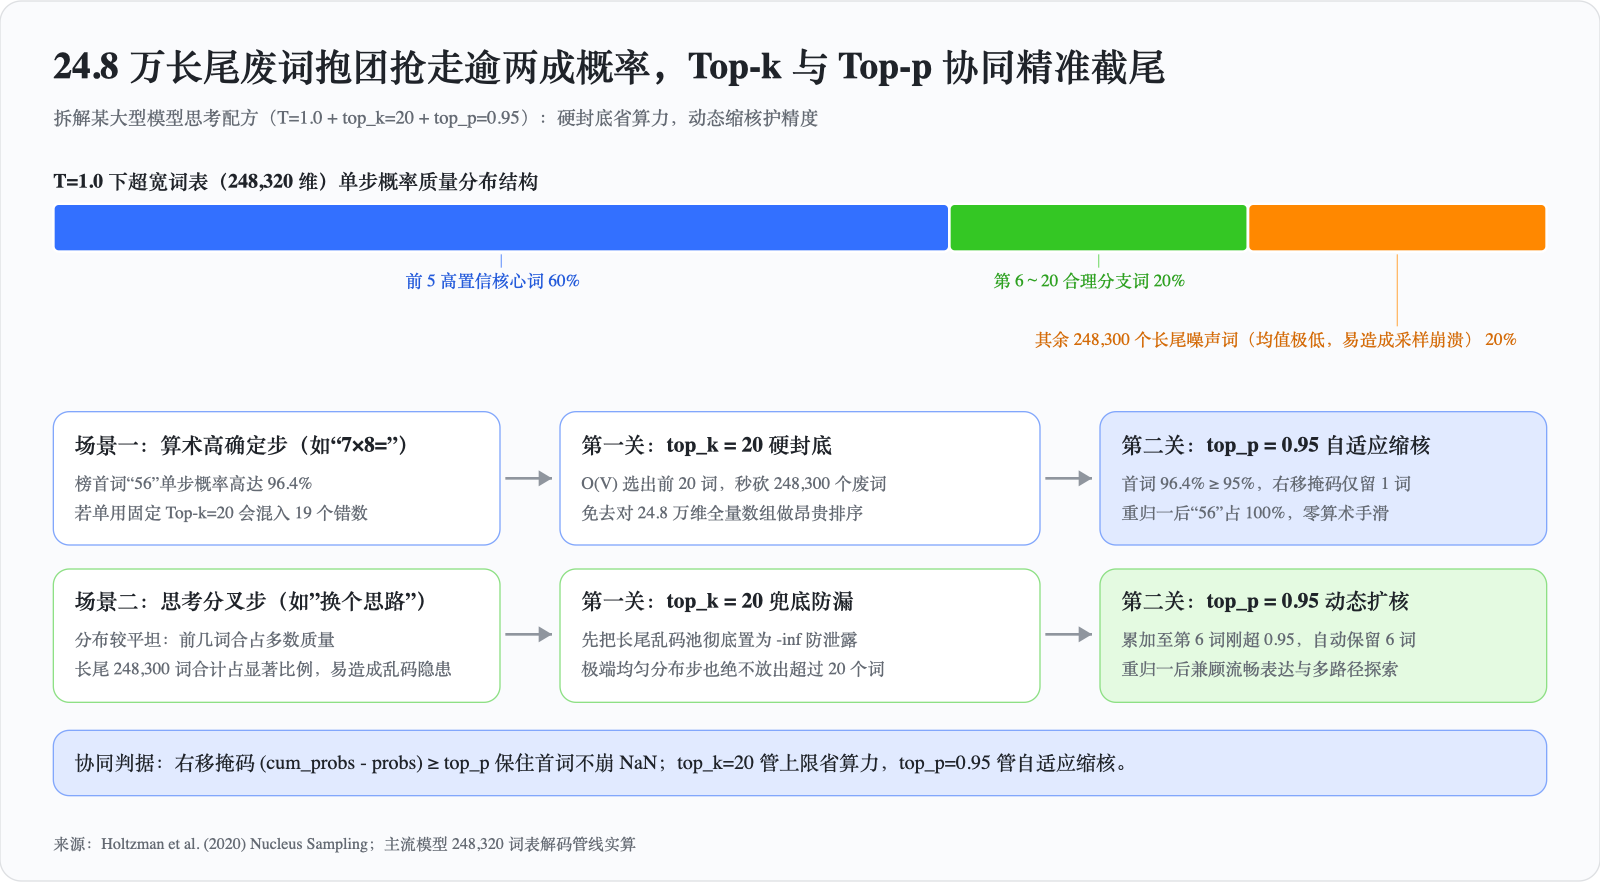 24.8 万长尾废词抱团抢走逾两成概率，Top-k 与 Top-p 协同精准截尾
拆解某大型模型思考配方（T=1.0 + top_k=20 + top_p=0.95）：硬封底省算力，动态缩核护精度
T=1.0 下超宽词表（248,320 维）单步概率质量分布结构
前 5 高置信核心词 60%
第 6 ~ 20 合理分支词 20%
其余 248,300 个长尾噪声词（均值极低，易造成采样崩溃） 20%
场景一：算术高确定步（如“7×8=”）
榜首词“56”单步概率高达 96.4%
若单用固定 Top-k=20 会混入 19 个错数
第一关：top_k = 20 硬封底
O(V) 选出前 20 词，秒砍 248,300 个废词
免去对 24.8 万维全量数组做昂贵排序
第二关：top_p = 0.95 自适应缩核
首词 96.4% ≥ 95%，右移掩码仅留 1 词
重归一后“56”占 100%，零算术手滑
场景二：思考分叉步（如”换个思路”）
分布较平坦：前几词合占多数质量
长尾 248,300 词合计占显著比例，易造成乱码隐患
第一关：top_k = 20 兜底防漏
先把长尾乱码池彻底置为 -inf 防泄露
极端均匀分布步也绝不放出超过 20 个词
第二关：top_p = 0.95 动态扩核
累加至第 6 词刚超 0.95，自动保留 6 词
重归一后兼顾流畅表达与多路径探索
协同判据：右移掩码 (cum_probs - probs) ≥ top_p 保住首词不崩 NaN；top_k=20 管上限省算力，top_p=0.95 管自适应缩核。
来源：Holtzman et al. (2020) Nucleus Sampling；主流模型 248,320 词表解码管线实算